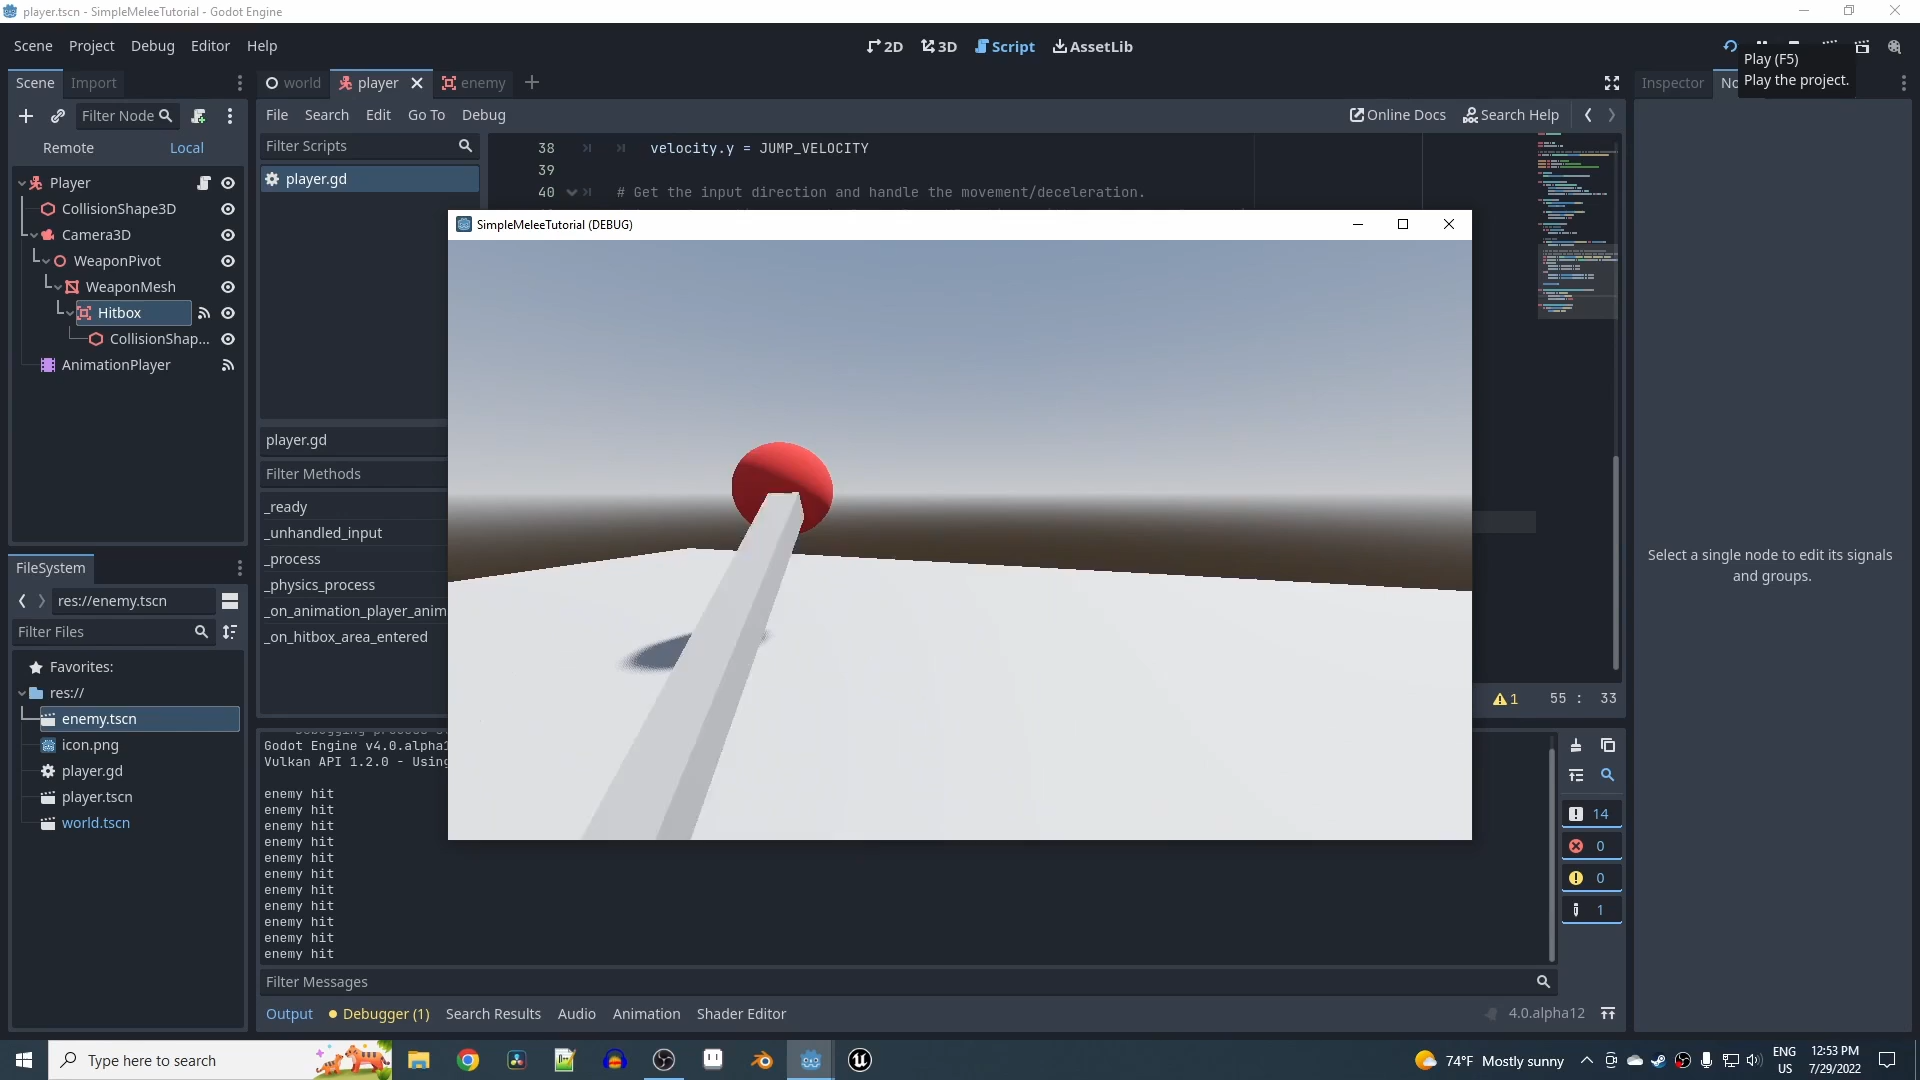 player.tscn - SimpleMeleeTutorial - Godot Engine
Scene Project Debug Editor Help
2D 3D Script AssetLib
Play (F5)
Play the project.
Scene Import
world player enemy
Inspector
Filter Node
File Search Edit Go To Debug
Online Docs Search Help
Remote Local
Filter Scripts
player.gd
38 velocity.y = JUMP_VELOCITY
39
40 # Get the input direction and handle the movement/deceleration.
Player
CollisionShape3D
Camera3D
WeaponPivot
WeaponMesh
Hitbox
CollisionShap...
AnimationPlayer
SimpleMeleeTutorial (DEBUG)
player.gd
Filter Methods
_ready
_unhandled_input
_process
_physics_process
_on_animation_player_anim
_on_hitbox_area_entered
1 55 : 33
Select a single node to edit its signals
and groups.
FileSystem
res://enemy.tscn
Filter Files
Favorites:
res://
enemy.tscn
icon.png
player.gd
player.tscn
world.tscn
Godot Engine v4.0.alpha1
Vulkan API 1.2.0 - Using
enemy hit
enemy hit
enemy hit
enemy hit
enemy hit
enemy hit
enemy hit
enemy hit
enemy hit
enemy hit
enemy hit
14
0
0
1
Filter Messages
Output Debugger (1) Search Results Audio Animation Shader Editor
4.0.alpha12
Type here to search
74°F Mostly sunny
ENG
US
12:53 PM
7/29/2022